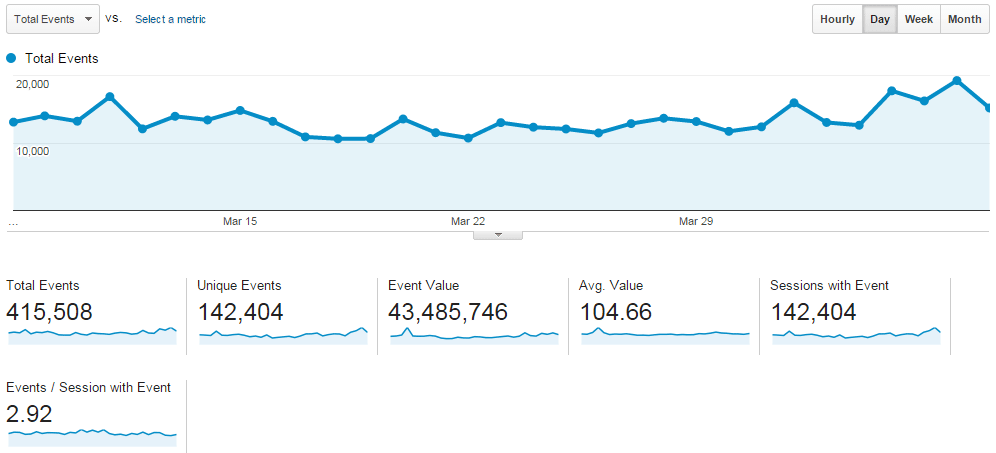 Total Events vs. Select a metric Hourly Day Week Month
Total Events
20,000
10,000
... Mar 15 Mar 22 Mar 29
Total Events Unique Events Event Value Avg. Value Sessions with Event
415,508 142,404 43,485,746 104.66 142,404
Events / Session with Event
2.92